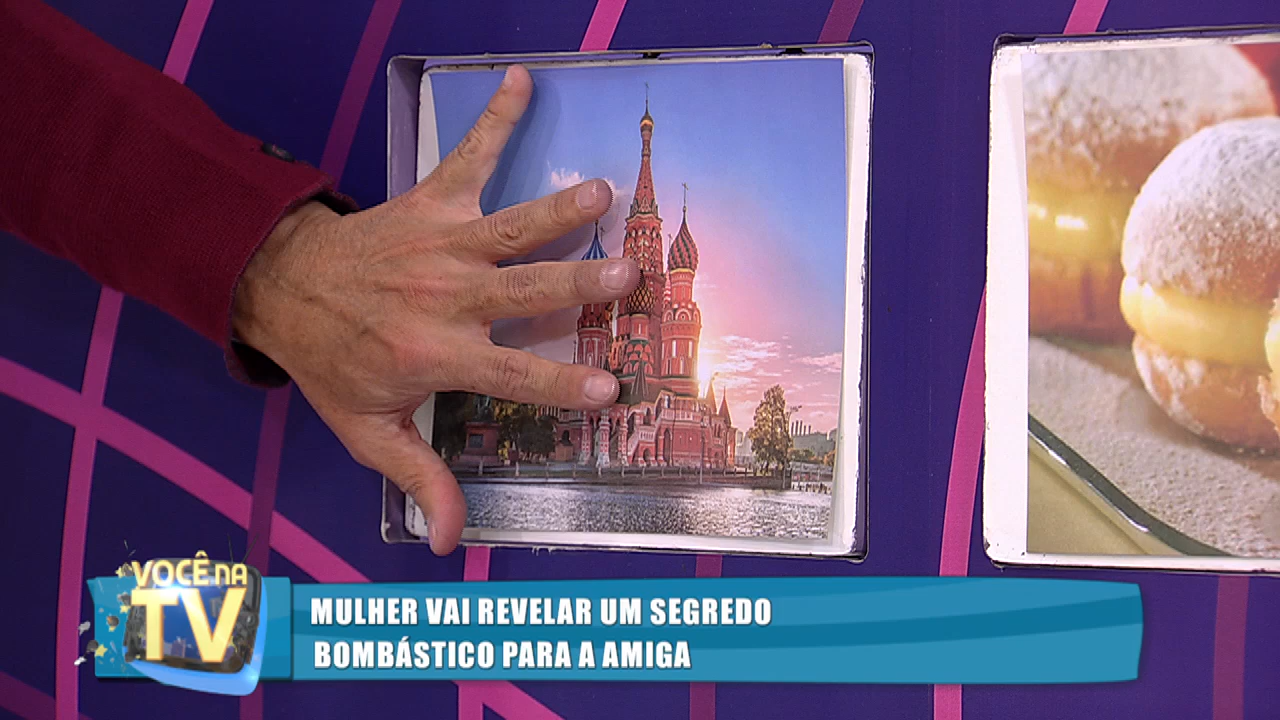 VOCÊ NA
TV
MULHER VAI REVELAR UM SEGREDO
BOMBÁSTICO PARA A AMIGA